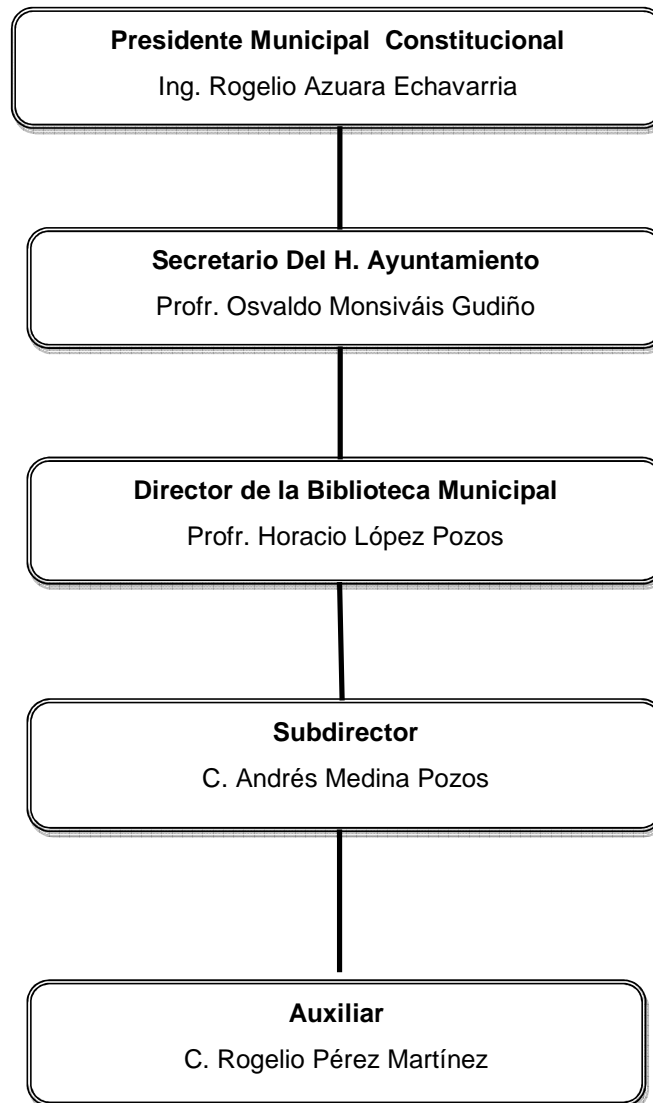 Presidente Municipal Constitucional
Ing. Rogelio Azuara Echavarria
Secretario Del H. Ayuntamiento
Profr. Osvaldo Monsiváis Gudiño
Director de la Biblioteca Municipal
Profr. Horacio López Pozos
Subdirector
C. Andrés Medina Pozos
Auxiliar
C. Rogelio Pérez Martínez